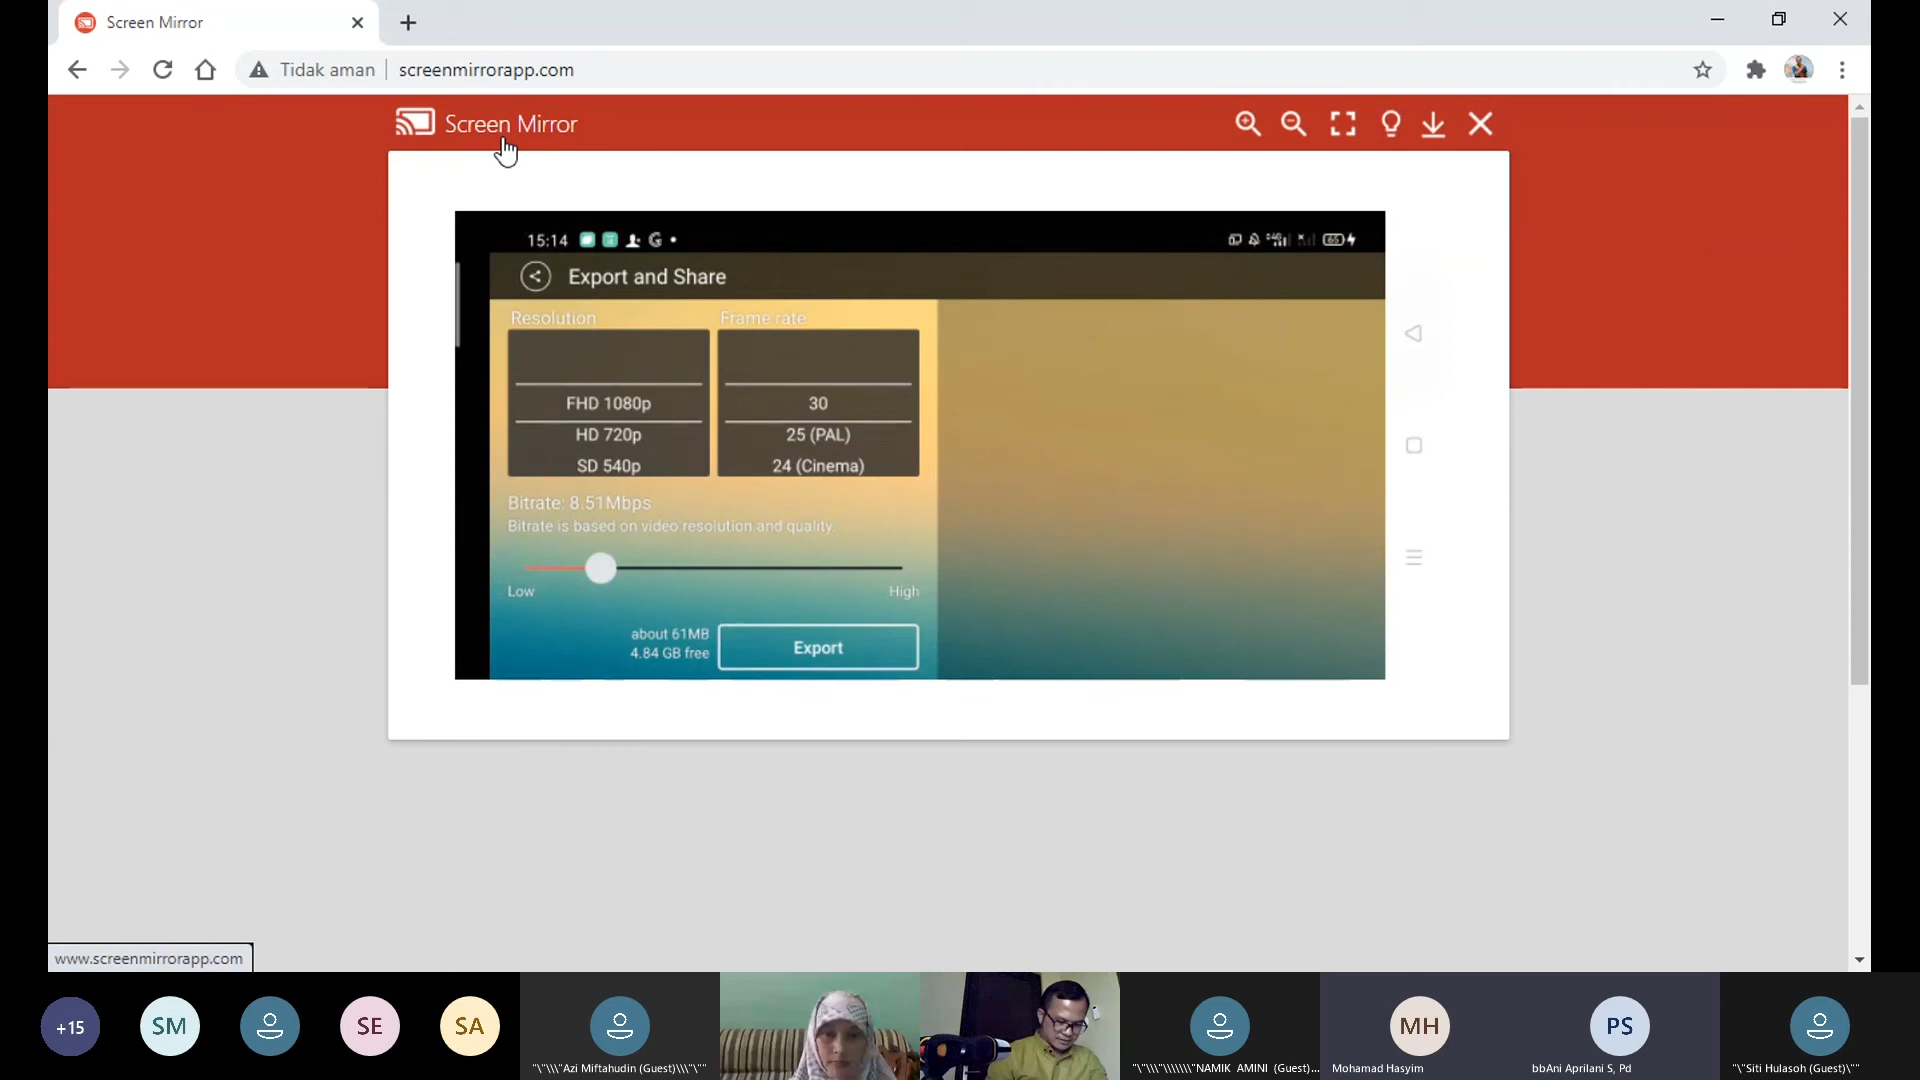 Screen Mirror
Tidak aman
screenmirrorapp.com
Screen Mirror
15:14
65
Export and Share
Resolution
Frame rate
FHD 1080p
30
HD 720p
25 (PAL)
SD 540p
24 (Cinema)
Bitrate: 8.51Mbps
Bitrate is based on video resolution and quality.
Low
High
about 61MB
4.84 GB free
Export
www.screenmirrorapp.com
+15
SM
SE
SA
MH
PS
"\"\\\"Azi Miftahudin (Guest)\\\"\""
"\"\\\"\\\\\\\"NAMIK AMINI (Guest)...
Mohamad Hasyim
bbAni Aprilani S, Pd
"\"Siti Hulasoh (Guest)\""